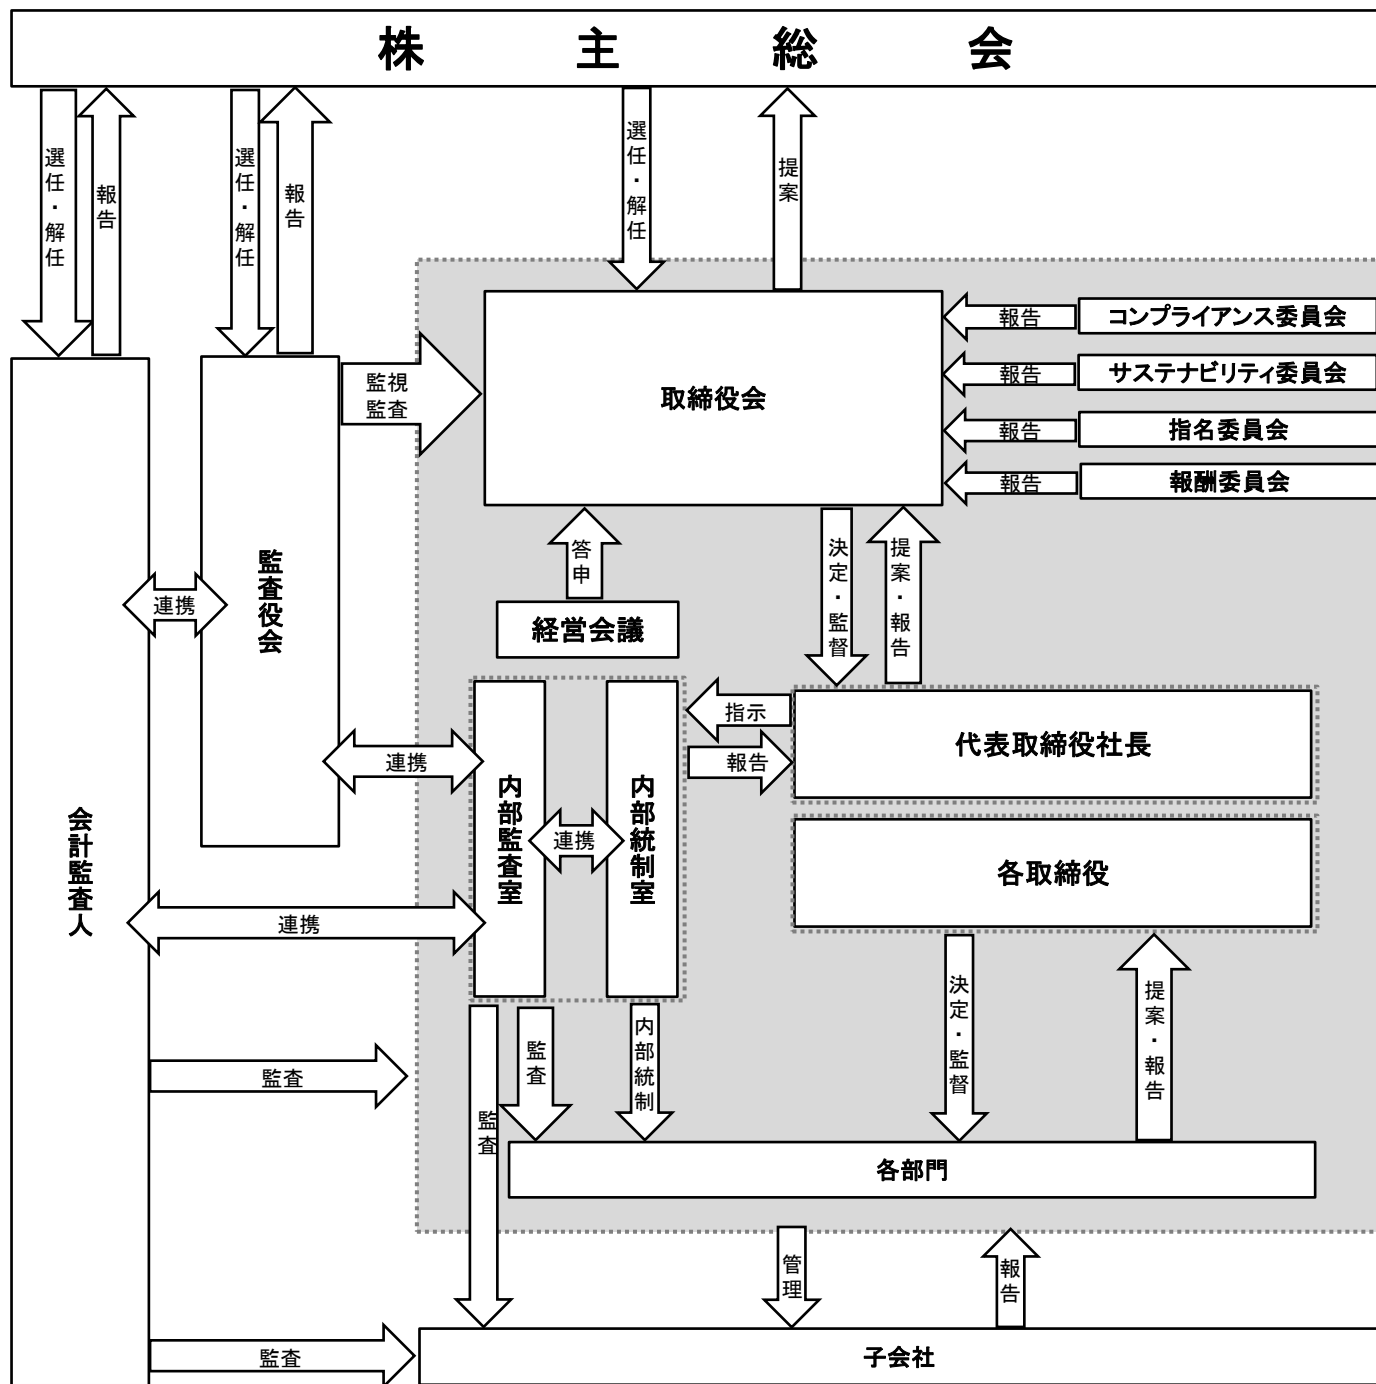 株主総会
選任・解任
報告
選任・解任
報告
選任・解任
提案
取締役会
報告
コンプライアンス委員会
報告
サステナビリティ委員会
報告
指名委員会
報告
報酬委員会
監視
監査
監査役会
連携
答申
経営会議
決定・監督
提案・報告
指示
報告
代表取締役社長
連携
内部監査室
連携
内部統制室
各取締役
会計監査人
連携
監査
監査
監査
内部統制
決定・監督
提案・報告
各部門
管理
報告
監査
子会社